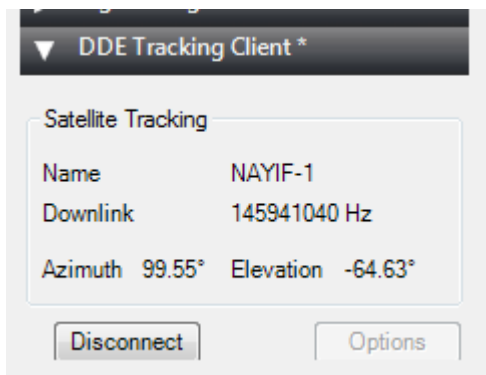 DDE Tracking Client *
Satellite Tracking
Name NAYIF-1
Downlink 145941040 Hz
Azimuth 99.55° Elevation -64.63°
Disconnect Options